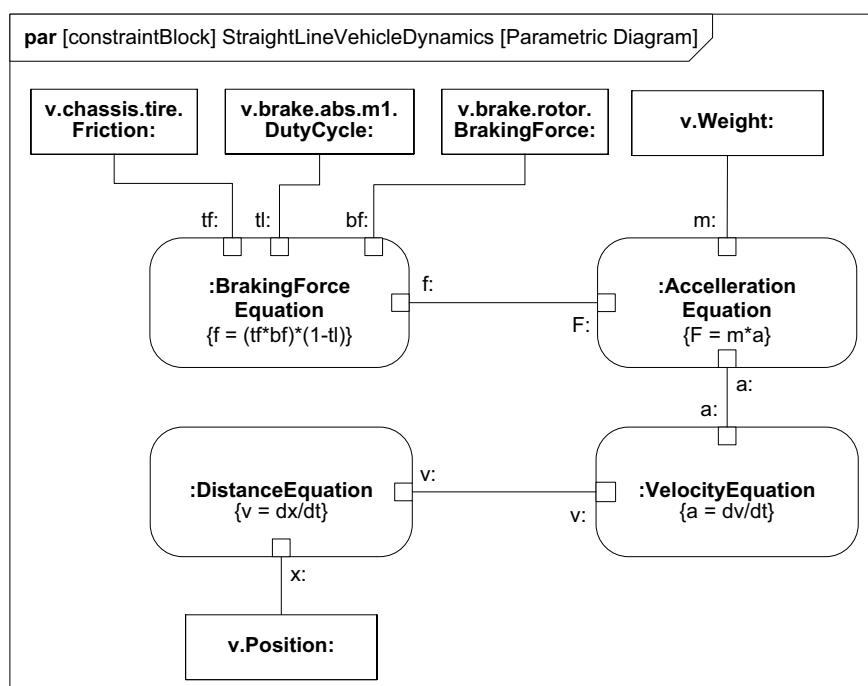 par [constraintBlock] StraightLineVehicleDynamics [Parametric Diagram]
v.chassis.tire.
Friction:
v.brake.abs.m1.
DutyCycle:
v.brake.rotor.
BrakingForce:
v.Weight:
tf:
tl:
bf:
m:
:BrakingForce
Equation
{f = (tf*bf)*(1-tl)}
f:
F:
:Accelleration
Equation
{F = m*a}
a:
a:
:DistanceEquation
{v = dx/dt}
v:
v:
:VelocityEquation
{a = dv/dt}
x:
v.Position: